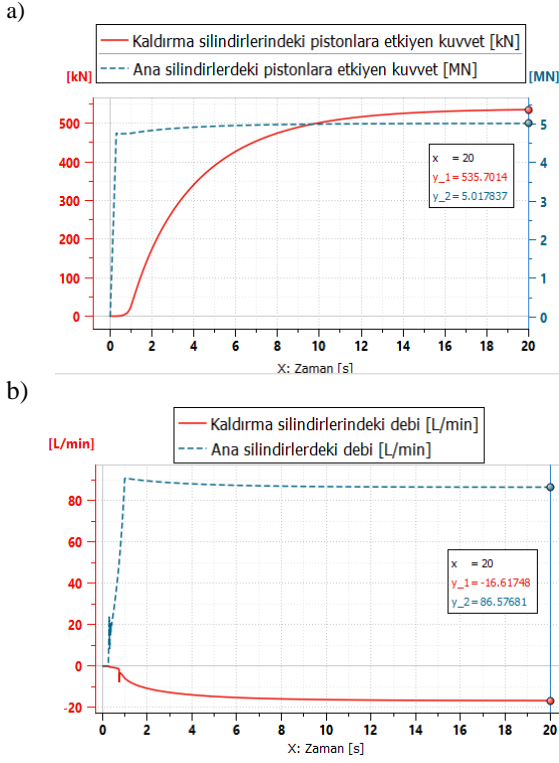 a)
Kaldırma silindirlerindeki pistonlara etkiyen kuvvet [kN]
Ana silindirlerdeki pistonlara etkiyen kuvvet [MN]
[kN] [MN]
500 5
400 4
300 3
200 2
100 1
0 0
x = 20
y_1=535.7014
y_2=5.017837
0 2 4 6 8 10 12 14 16 18 20
X: Zaman [s]
b)
Kaldırma silindirlerindeki debi [L/min]
Ana silindirlerdeki debi [L/min]
[L/min]
80
60
40
20
0
-20
x = 20
y_1=-16.61748
y_2=86.57681
0 2 4 6 8 10 12 14 16 18 20
X: Zaman [s]